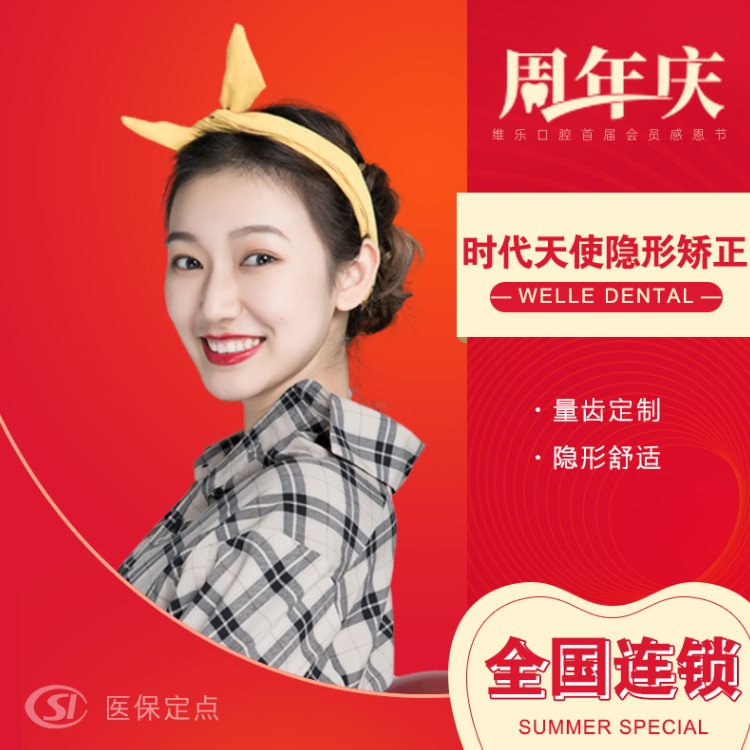 周年庆
维乐口腔首届会员感恩节
时代天使隐形矫正
WELLE DENTAL
· 量齿定制
· 隐形舒适
全国连锁
SUMMER SPECIAL
SI 医保定点